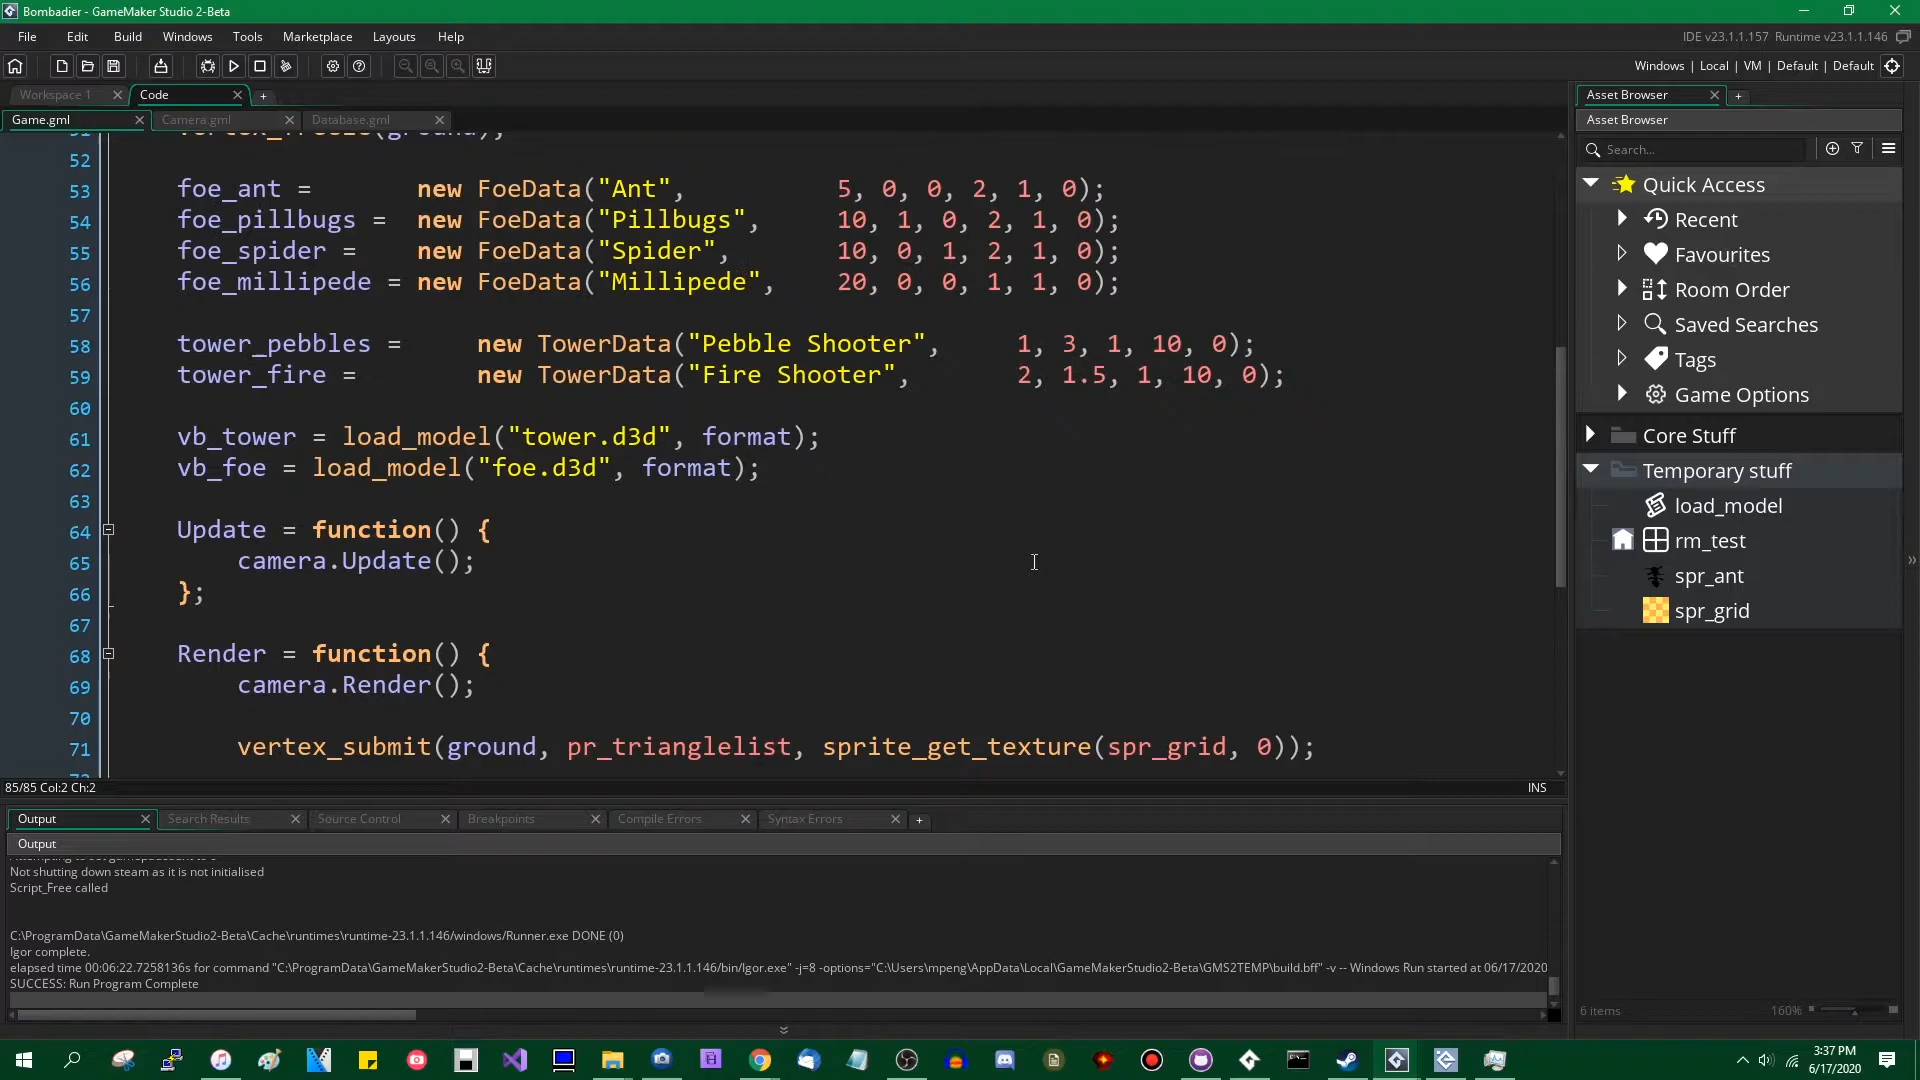 Bombadier - GameMaker Studio 2-Beta
File Edit Build Windows Tools Marketplace Layouts Help
IDE v23.1.1.157 Runtime v23.1.1.146
Windows | Local | VM | Default | Default
Workspace 1
Code
Game.gml
Camera.gml
Database.gml
52
53 foe_ant = new FoeData("Ant", 5, 0, 0, 2, 1, 0);
54 foe_pillbugs = new FoeData("Pillbugs", 10, 1, 0, 2, 1, 0);
55 foe_spider = new FoeData("Spider", 10, 0, 1, 2, 1, 0);
56 foe_millipede = new FoeData("Millipede", 20, 0, 0, 1, 1, 0);
57
58 tower_pebbles = new TowerData("Pebble Shooter", 1, 3, 1, 10, 0);
59 tower_fire = new TowerData("Fire Shooter", 2, 1.5, 1, 10, 0);
60
61 vb_tower = load_model("tower.d3d", format);
62 vb_foe = load_model("foe.d3d", format);
63
64 Update = function() {
65 camera.Update();
66 };
67
68 Render = function() {
69 camera.Render();
70
71 vertex_submit(ground, pr_trianglelist, sprite_get_texture(spr_grid, 0));
85/85 Col:2 Ch:2
INS
Output
Search Results
Source Control
Breakpoints
Compile Errors
Syntax Errors
Output
Not shutting down steam as it is not initialised
Script_Free called
C:\ProgramData\GameMakerStudio2-Beta\Cache\runtimes\runtime-23.1.1.146/windows/Runner.exe DONE (0)
Igor complete.
elapsed time 00:06:22.7258136s for command "C:\ProgramData\GameMakerStudio2-Beta\Cache\runtimes\runtime-23.1.1.146/bin/Igor.exe" -j=8 -options="C:\Users\mpeng\AppData\Local\GameMakerStudio2-Beta\GMS2TEMP\build.bff" -v -- Windows Run started at 06/17/2020
SUCCESS: Run Program Complete
Asset Browser
Asset Browser
Search...
Quick Access
Recent
Favourites
Room Order
Saved Searches
Tags
Game Options
Core Stuff
Temporary stuff
load_model
rm_test
spr_ant
spr_grid
6 items
160%
3:37 PM
6/17/2020